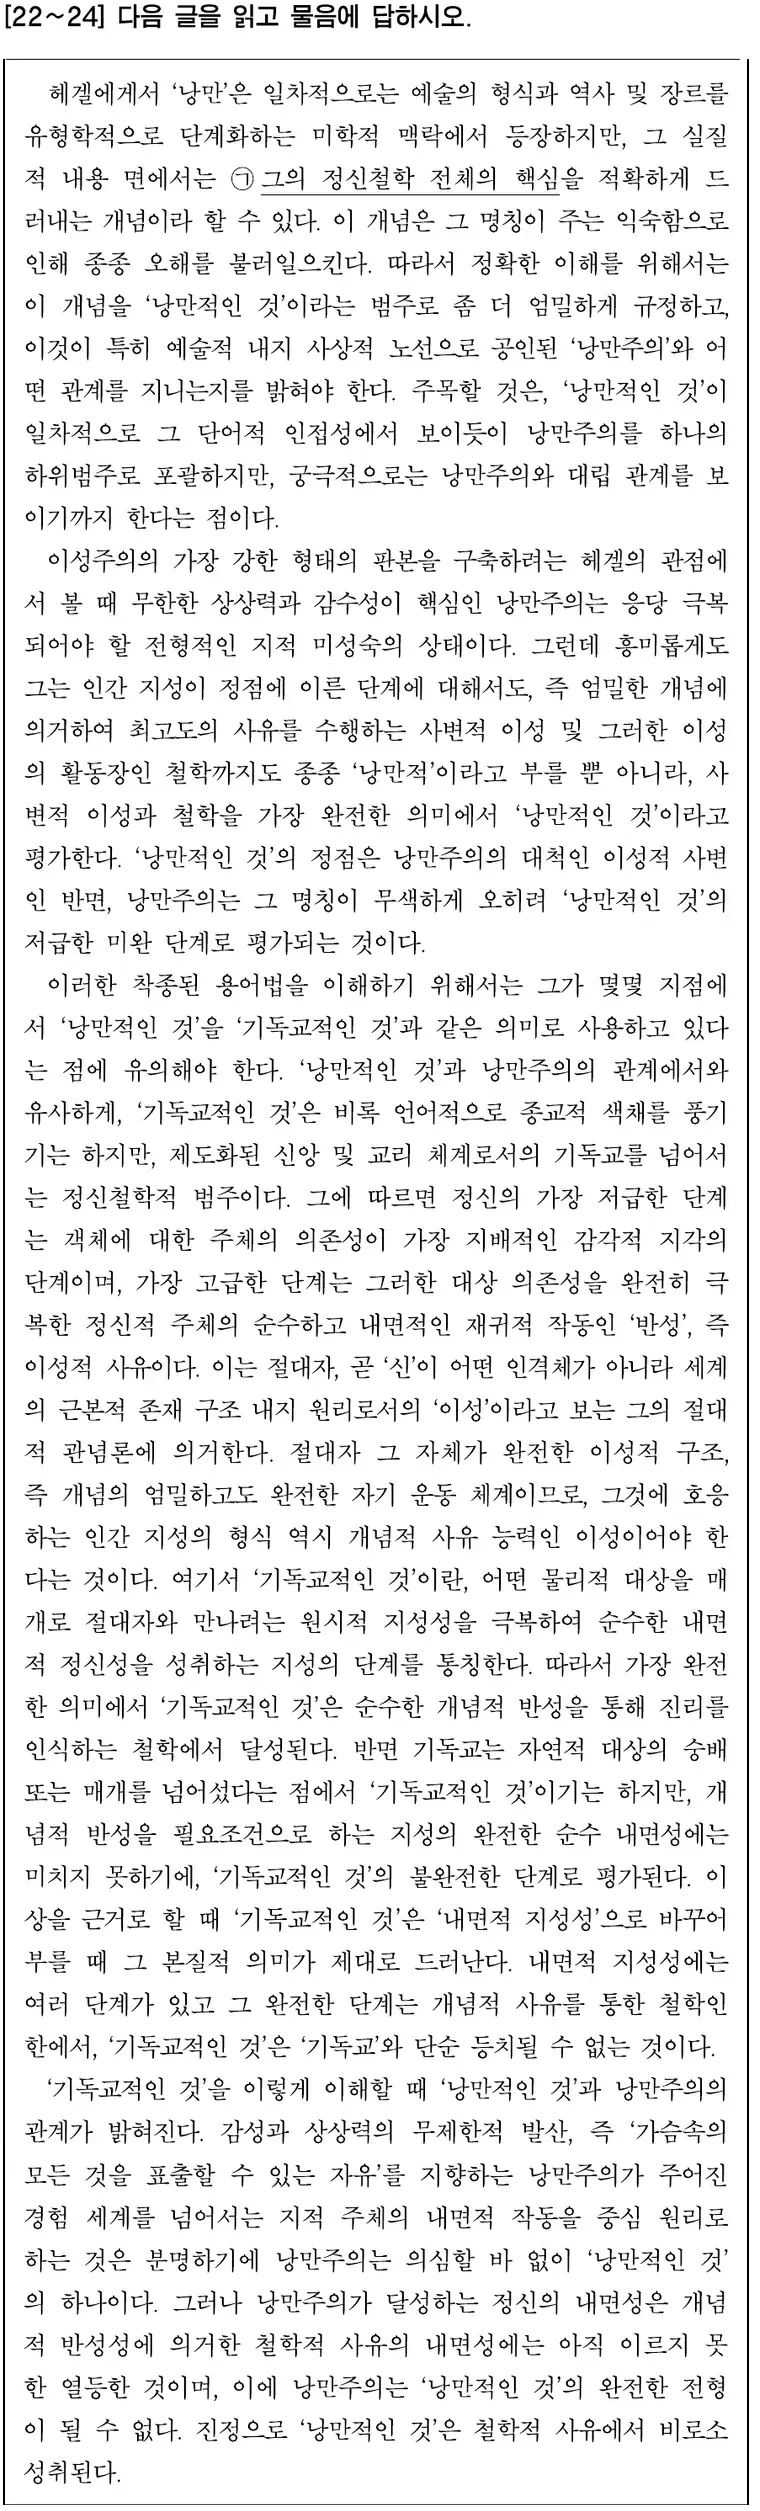 [22～24] 다음 글을 읽고 물음에 답하시오.
헤겔에게서 ‘낭만’은 일차적으로는 예술의 형식과 역사 및 장르를
유형학적으로 단계화하는 미학적 맥락에서 등장하지만, 그 실질
적 내용 면에서는 ㉠그의 정신철학 전체의 핵심을 적확하게 드
러내는 개념이라 할 수 있다. 이 개념은 그 명칭이 주는 익숙함으로
인해 종종 오해를 불러일으킨다. 따라서 정확한 이해를 위해서는
이 개념을 ‘낭만적인 것’이라는 범주로 좀 더 엄밀하게 규정하고,
이것이 특히 예술적 내지 사상적 노선으로 공인된 ‘낭만주의’와 어
떤 관계를 지니는지를 밝혀야 한다. 주목할 것은, ‘낭만적인 것’이
일차적으로 그 단어적 인접성에서 보이듯이 낭만주의를 하나의
하위범주로 포괄하지만, 궁극적으로는 낭만주의와 대립 관계를 보
이기까지 한다는 점이다.
이성주의의 가장 강한 형태의 판본을 구축하려는 헤겔의 관점에
서 볼 때 무한한 상상력과 감수성이 핵심인 낭만주의는 응당 극복
되어야 할 전형적인 지적 미성숙의 상태이다. 그런데 흥미롭게도
그는 인간 지성이 정점에 이른 단계에 대해서도, 즉 엄밀한 개념에
의거하여 최고도의 사유를 수행하는 사변적 이성 및 그러한 이성
의 활동장인 철학까지도 종종 ‘낭만적’이라고 부를 뿐 아니라, 사
변적 이성과 철학을 가장 완전한 의미에서 ‘낭만적인 것’이라고
평가한다. ‘낭만적인 것’의 정점은 낭만주의의 대척인 이성적 사변
인 반면, 낭만주의는 그 명칭이 무색하게 오히려 ‘낭만적인 것’의
저급한 미완 단계로 평가되는 것이다.
이러한 착종된 용어법을 이해하기 위해서는 그가 몇몇 지점에
서 ‘낭만적인 것’을 ‘기독교적인 것’과 같은 의미로 사용하고 있다
는 점에 유의해야 한다. ‘낭만적인 것’과 낭만주의의 관계에서와
유사하게, ‘기독교적인 것’은 비록 언어적으로 종교적 색채를 풍기
기는 하지만, 제도화된 신앙 및 교리 체계로서의 기독교를 넘어서
는 정신철학적 범주이다. 그에 따르면 정신의 가장 저급한 단계
는 객체에 대한 주체의 의존성이 가장 지배적인 감각적 지각의
단계이며, 가장 고급한 단계는 그러한 대상 의존성을 완전히 극
복한 정신적 주체의 순수하고 내면적인 재귀적 작동인 ‘반성’, 즉
이성적 사유이다. 이는 절대자, 곧 ‘신’이 어떤 인격체가 아니라 세계
의 근본적 존재 구조 내지 원리로서의 ‘이성’이라고 보는 그의 절대
적 관념론에 의거한다. 절대자 그 자체가 완전한 이성적 구조,
즉 개념의 엄밀하고도 완전한 자기 운동 체계이므로, 그것에 호응
하는 인간 지성의 형식 역시 개념적 사유 능력인 이성이어야 한
다는 것이다. 여기서 ‘기독교적인 것’이란, 어떤 물리적 대상을 매
개로 절대자와 만나려는 원시적 지성성을 극복하여 순수한 내면
적 정신성을 성취하는 지성의 단계를 통칭한다. 따라서 가장 완전
한 의미에서 ‘기독교적인 것’은 순수한 개념적 반성을 통해 진리를
인식하는 철학에서 달성된다. 반면 기독교는 자연적 대상의 숭배
또는 매개를 넘어섰다는 점에서 ‘기독교적인 것’이기는 하지만, 개
념적 반성을 필요조건으로 하는 지성의 완전한 순수 내면성에는
미치지 못하기에, ‘기독교적인 것’의 불완전한 단계로 평가된다. 이
상을 근거로 할 때 ‘기독교적인 것’은 ‘내면적 지성성’으로 바꾸어
부를 때 그 본질적 의미가 제대로 드러난다. 내면적 지성성에는
여러 단계가 있고 그 완전한 단계는 개념적 사유를 통한 철학인
한에서, ‘기독교적인 것’은 ‘기독교’와 단순 등치될 수 없는 것이다.
‘기독교적인 것’을 이렇게 이해할 때 ‘낭만적인 것’과 낭만주의의
관계가 밝혀진다. 감성과 상상력의 무제한적 발산, 즉 ‘가슴속의
모든 것을 표출할 수 있는 자유’를 지향하는 낭만주의가 주어진
경험 세계를 넘어서는 지적 주체의 내면적 작동을 중심 원리로
하는 것은 분명하기에 낭만주의는 의심할 바 없이 ‘낭만적인 것’
의 하나이다. 그러나 낭만주의가 달성하는 정신의 내면성은 개념
적 반성성에 의거한 철학적 사유의 내면성에는 아직 이르지 못
한 열등한 것이며, 이에 낭만주의는 ‘낭만적인 것’의 완전한 전형
이 될 수 없다. 진정으로 ‘낭만적인 것’은 철학적 사유에서 비로소
성취된다.